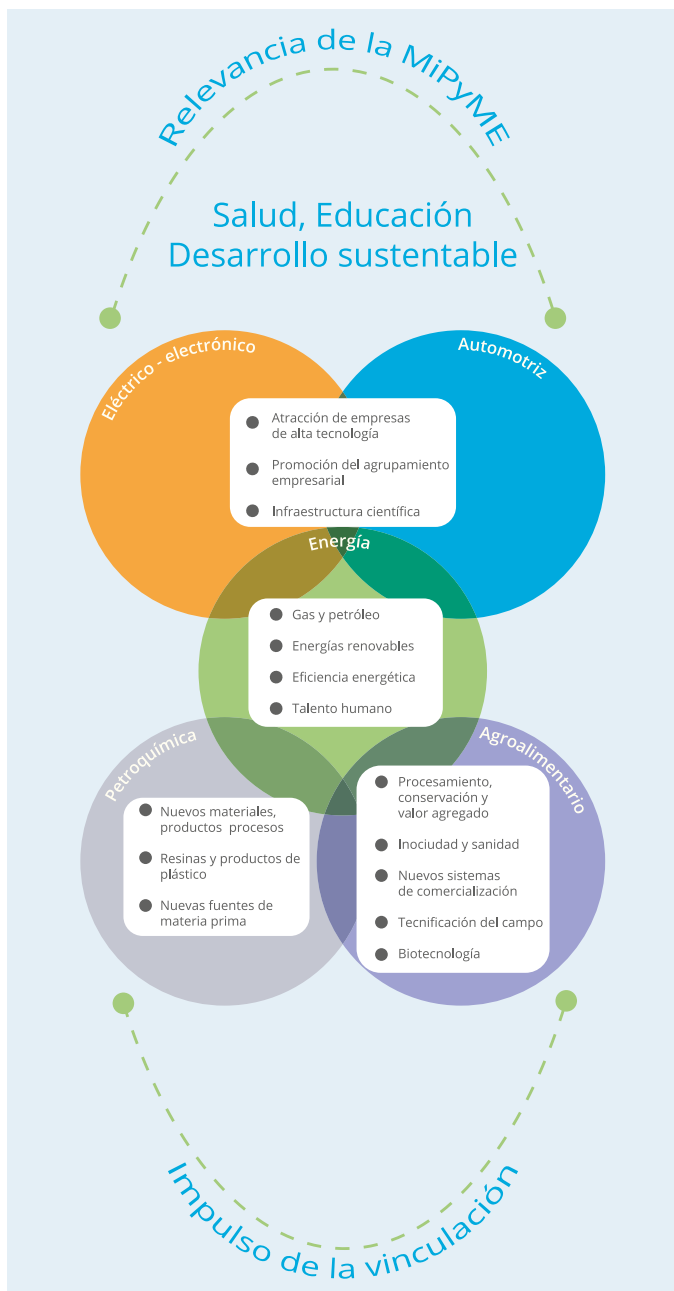 Relevancia de la MiPyME
Salud, Educación
Desarrollo sustentable
Eléctrico - electrónico
Automotriz
Atracción de empresas
de alta tecnología
Promoción del agrupamiento
empresarial
Infraestructura científica
Energía
Gas y petróleo
Energías renovables
Eficiencia energética
Talento humano
Petroquímica
Nuevos materiales,
productos procesos
Resinas y productos de
plástico
Nuevas fuentes de
materia prima
Agroalimentario
Procesamiento,
conservación y
valor agregado
Inociudad y sanidad
Nuevos sistemas
de comercialización
Tecnificación del campo
Biotecnología
Impulso de la vinculación